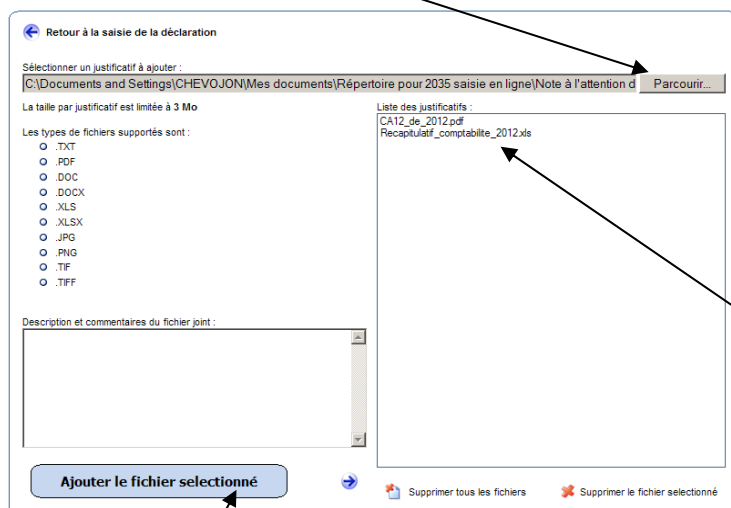 Retour à la saisie de la déclaration
Sélectionner un justificatif à ajouter :
C:\Documents and Settings\CHEVOJON\Mes documents\Répertoire pour 2035 saisie en ligne\Note à l'attention d
Parcourir...
La taille par justificatif est limitée à 3 Mo
Les types de fichiers supportés sont :
.TXT
.PDF
.DOC
.DOCX
.XLS
.XLSX
.JPG
.PNG
.TIF
.TIFF
Liste des justificatifs :
CA12_de_2012.pdf
Recapitulatif_comptabilite_2012.xls
Description et commentaires du fichier joint :
Ajouter le fichier selectionné
Supprimer tous les fichiers
Supprimer le fichier selectionné